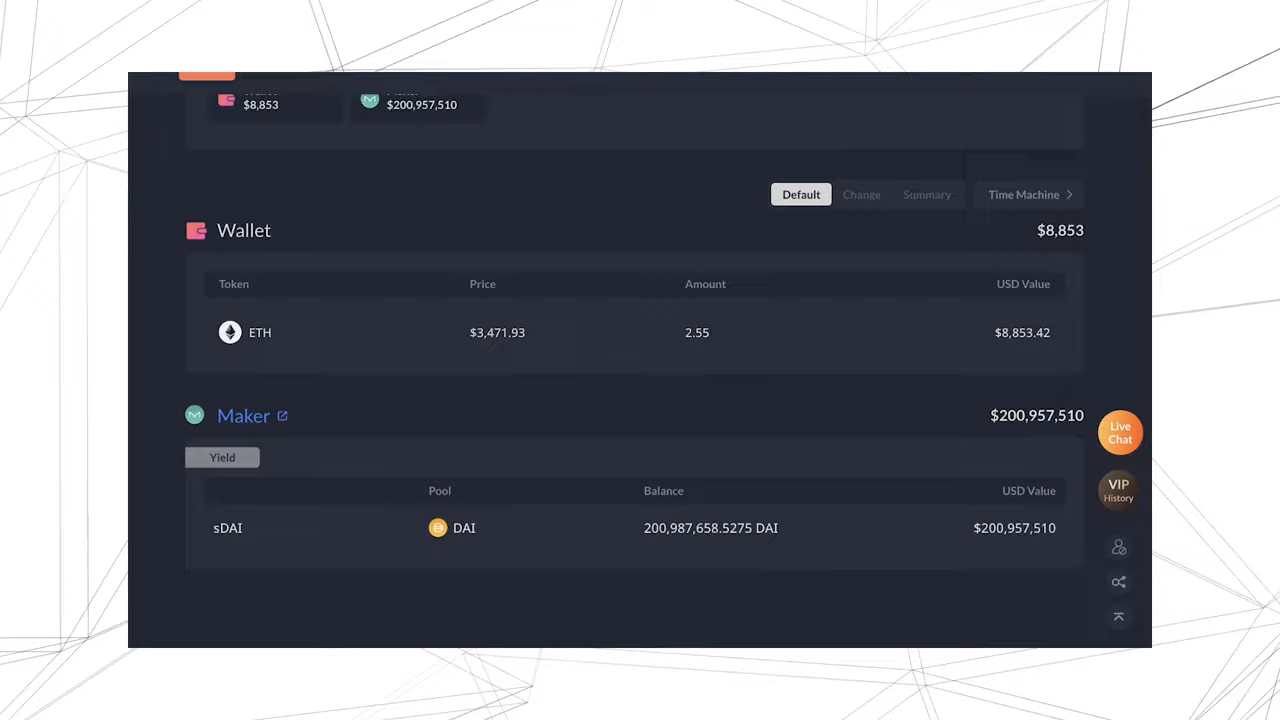 $8,853
$200,957,510
Default Change Summary Time Machine
Wallet $8,853
Token Price Amount USD Value
ETH $3,471.93 2.55 $8,853.42
Maker $200,957,510
Live
Chat
Yield
VIP
History
Pool Balance USD Value
sDAI DAI 200,987,658.5275 DAI $200,957,510